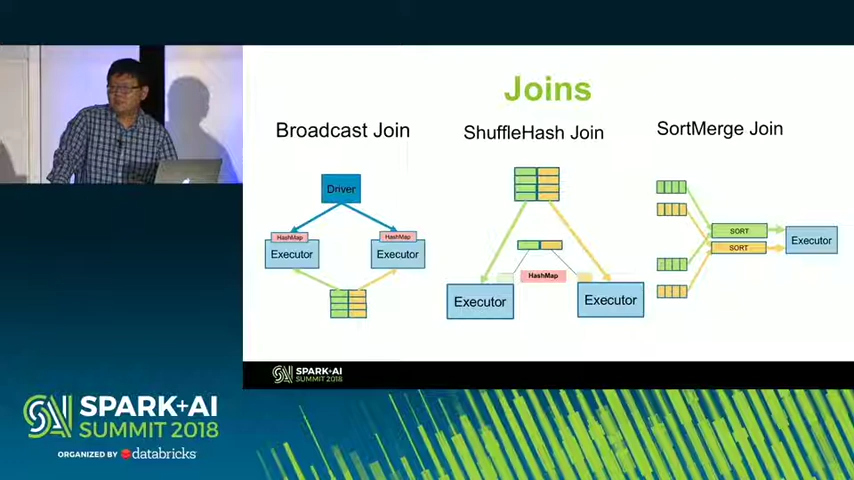 Joins
Broadcast Join
ShuffleHash Join
SortMerge Join
Driver
HashMap
HashMap
Executor
Executor
HashMap
Executor
Executor
SORT
SORT
Executor
SPARK+AI
SUMMIT 2018
SPARK+AI
SUMMIT 2018
ORGANIZED BY databricks